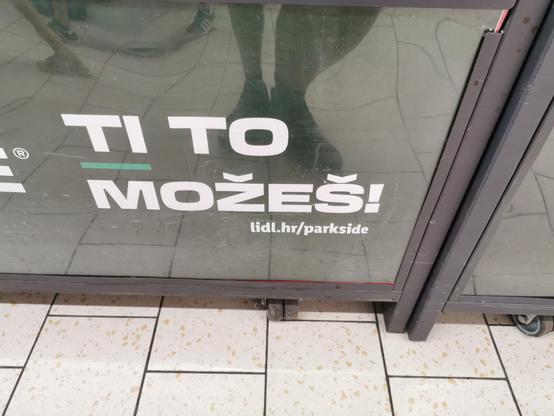 TI TO
MOŽEŠ!
lidl.hr/parkside
E®